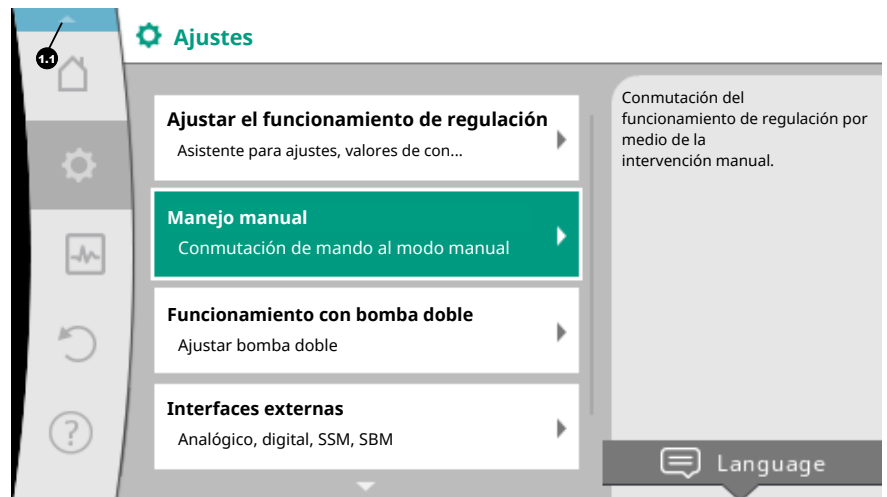 1.1
Ajustes
Ajustar el funcionamiento de regulación
Asistente para ajustes, valores de con...
Manejo manual
Conmutación de mando al modo manual
Funcionamiento con bomba doble
Ajustar bomba doble
Interfaces externas
Analógico, digital, SSM, SBM
Conmutación del
funcionamiento de regulación por
medio de la
intervención manual.
?
Language